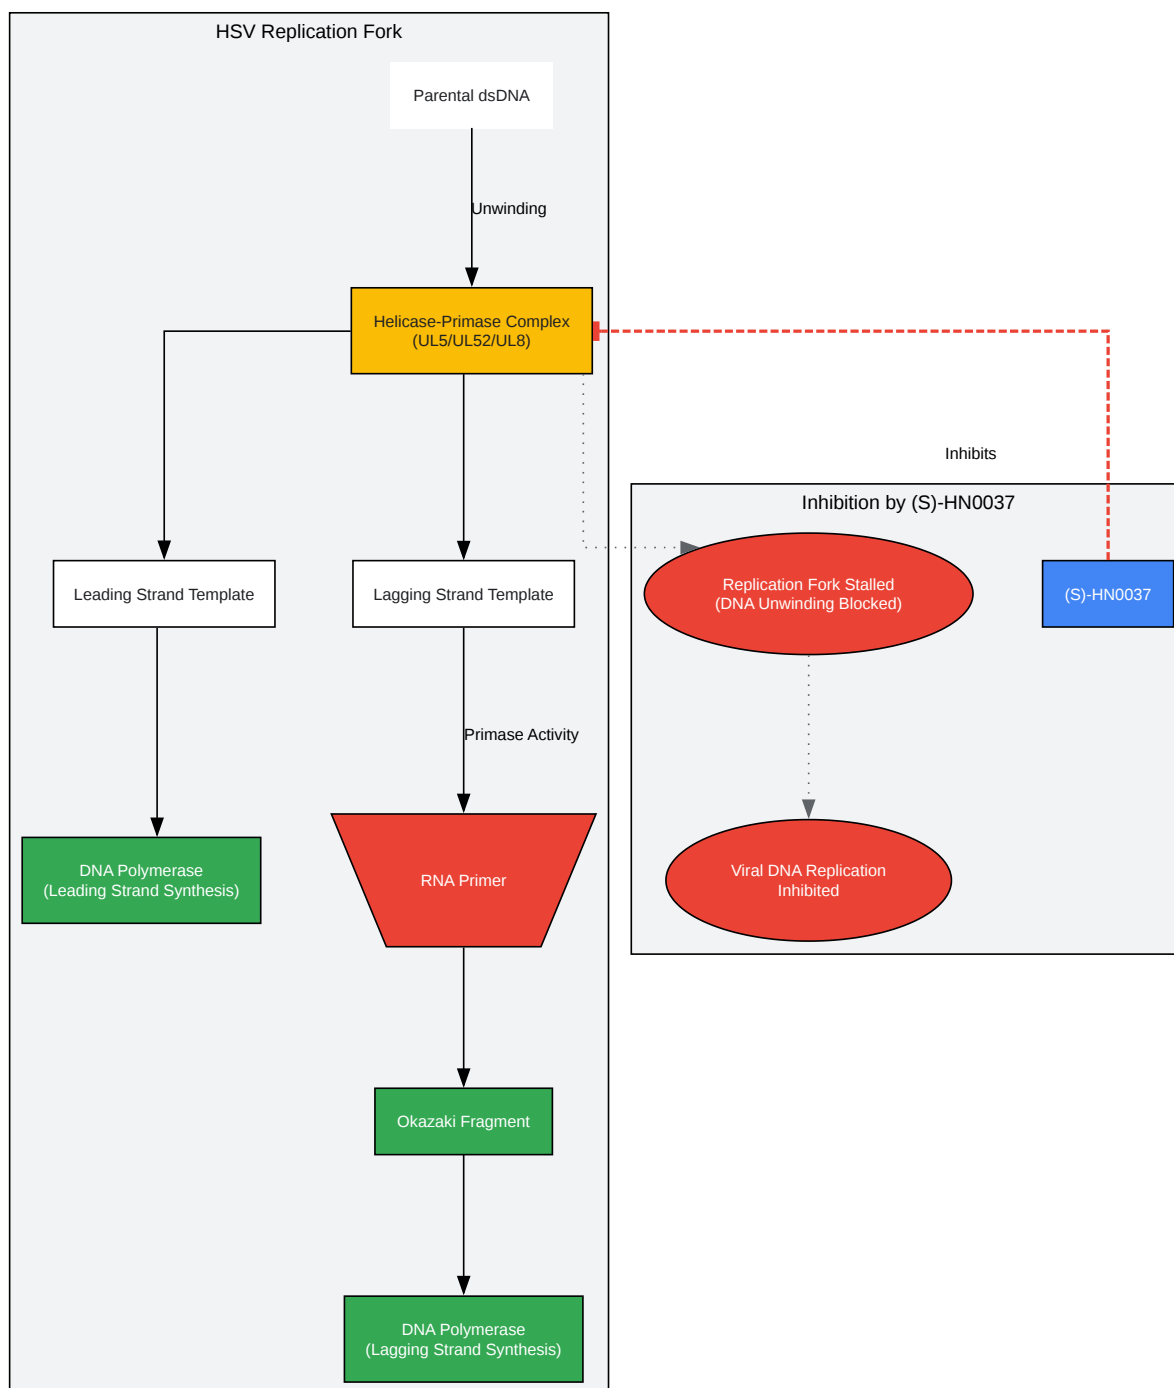 HSV Replication Fork
Parental dsDNA
Unwinding
Helicase-Primase Complex
(UL5/UL52/UL8)
Inhibits
Inhibition by (S)-HN0037
Leading Strand Template
Lagging Strand Template
Replication Fork Stalled
(DNA Unwinding Blocked)
(S)-HN0037
Primase Activity
DNA Polymerase
(Leading Strand Synthesis)
RNA Primer
Viral DNA Replication
Inhibited
Okazaki Fragment
DNA Polymerase
(Lagging Strand Synthesis)